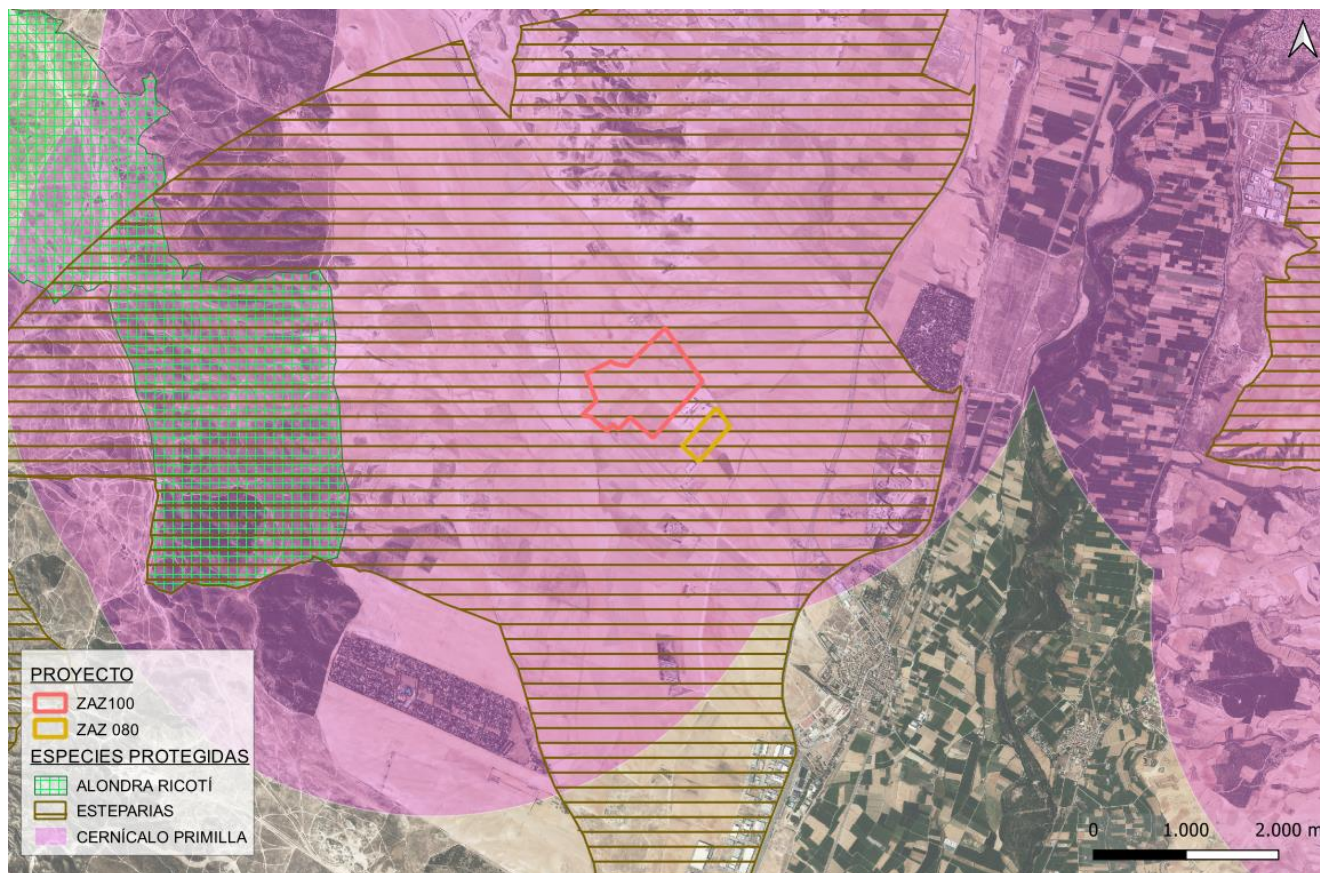 PROYECTO
ZAZ100
ZAZ 080
ESPECIES PROTEGIDAS
ALONDRA RICOTÍ
ESTEPARIAS
CERNÍCALO PRIMILLA
0 1.000 2.000 m